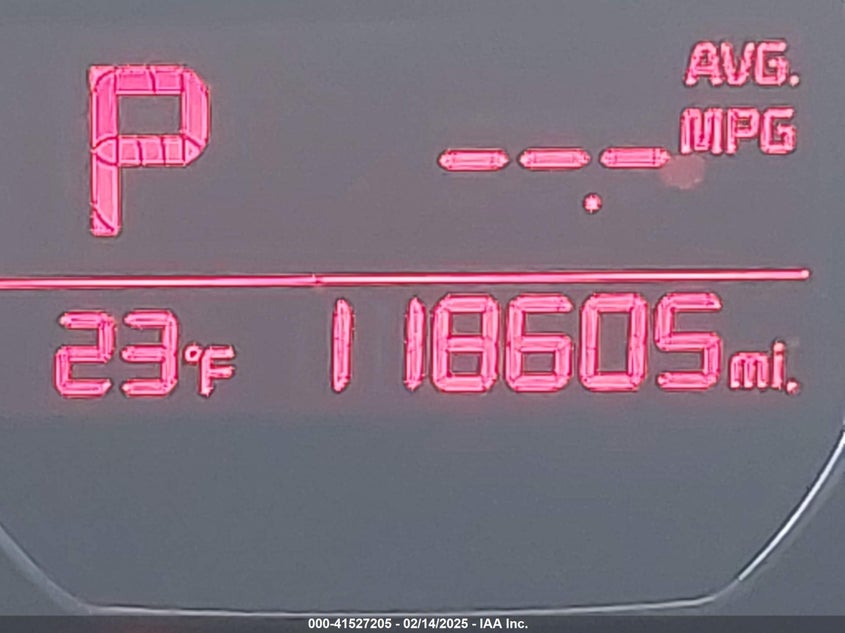 P
AVG.
MPG
--.-
23°F 118605 mi.
000-41527205 - 02/14/2025 - IAA Inc.